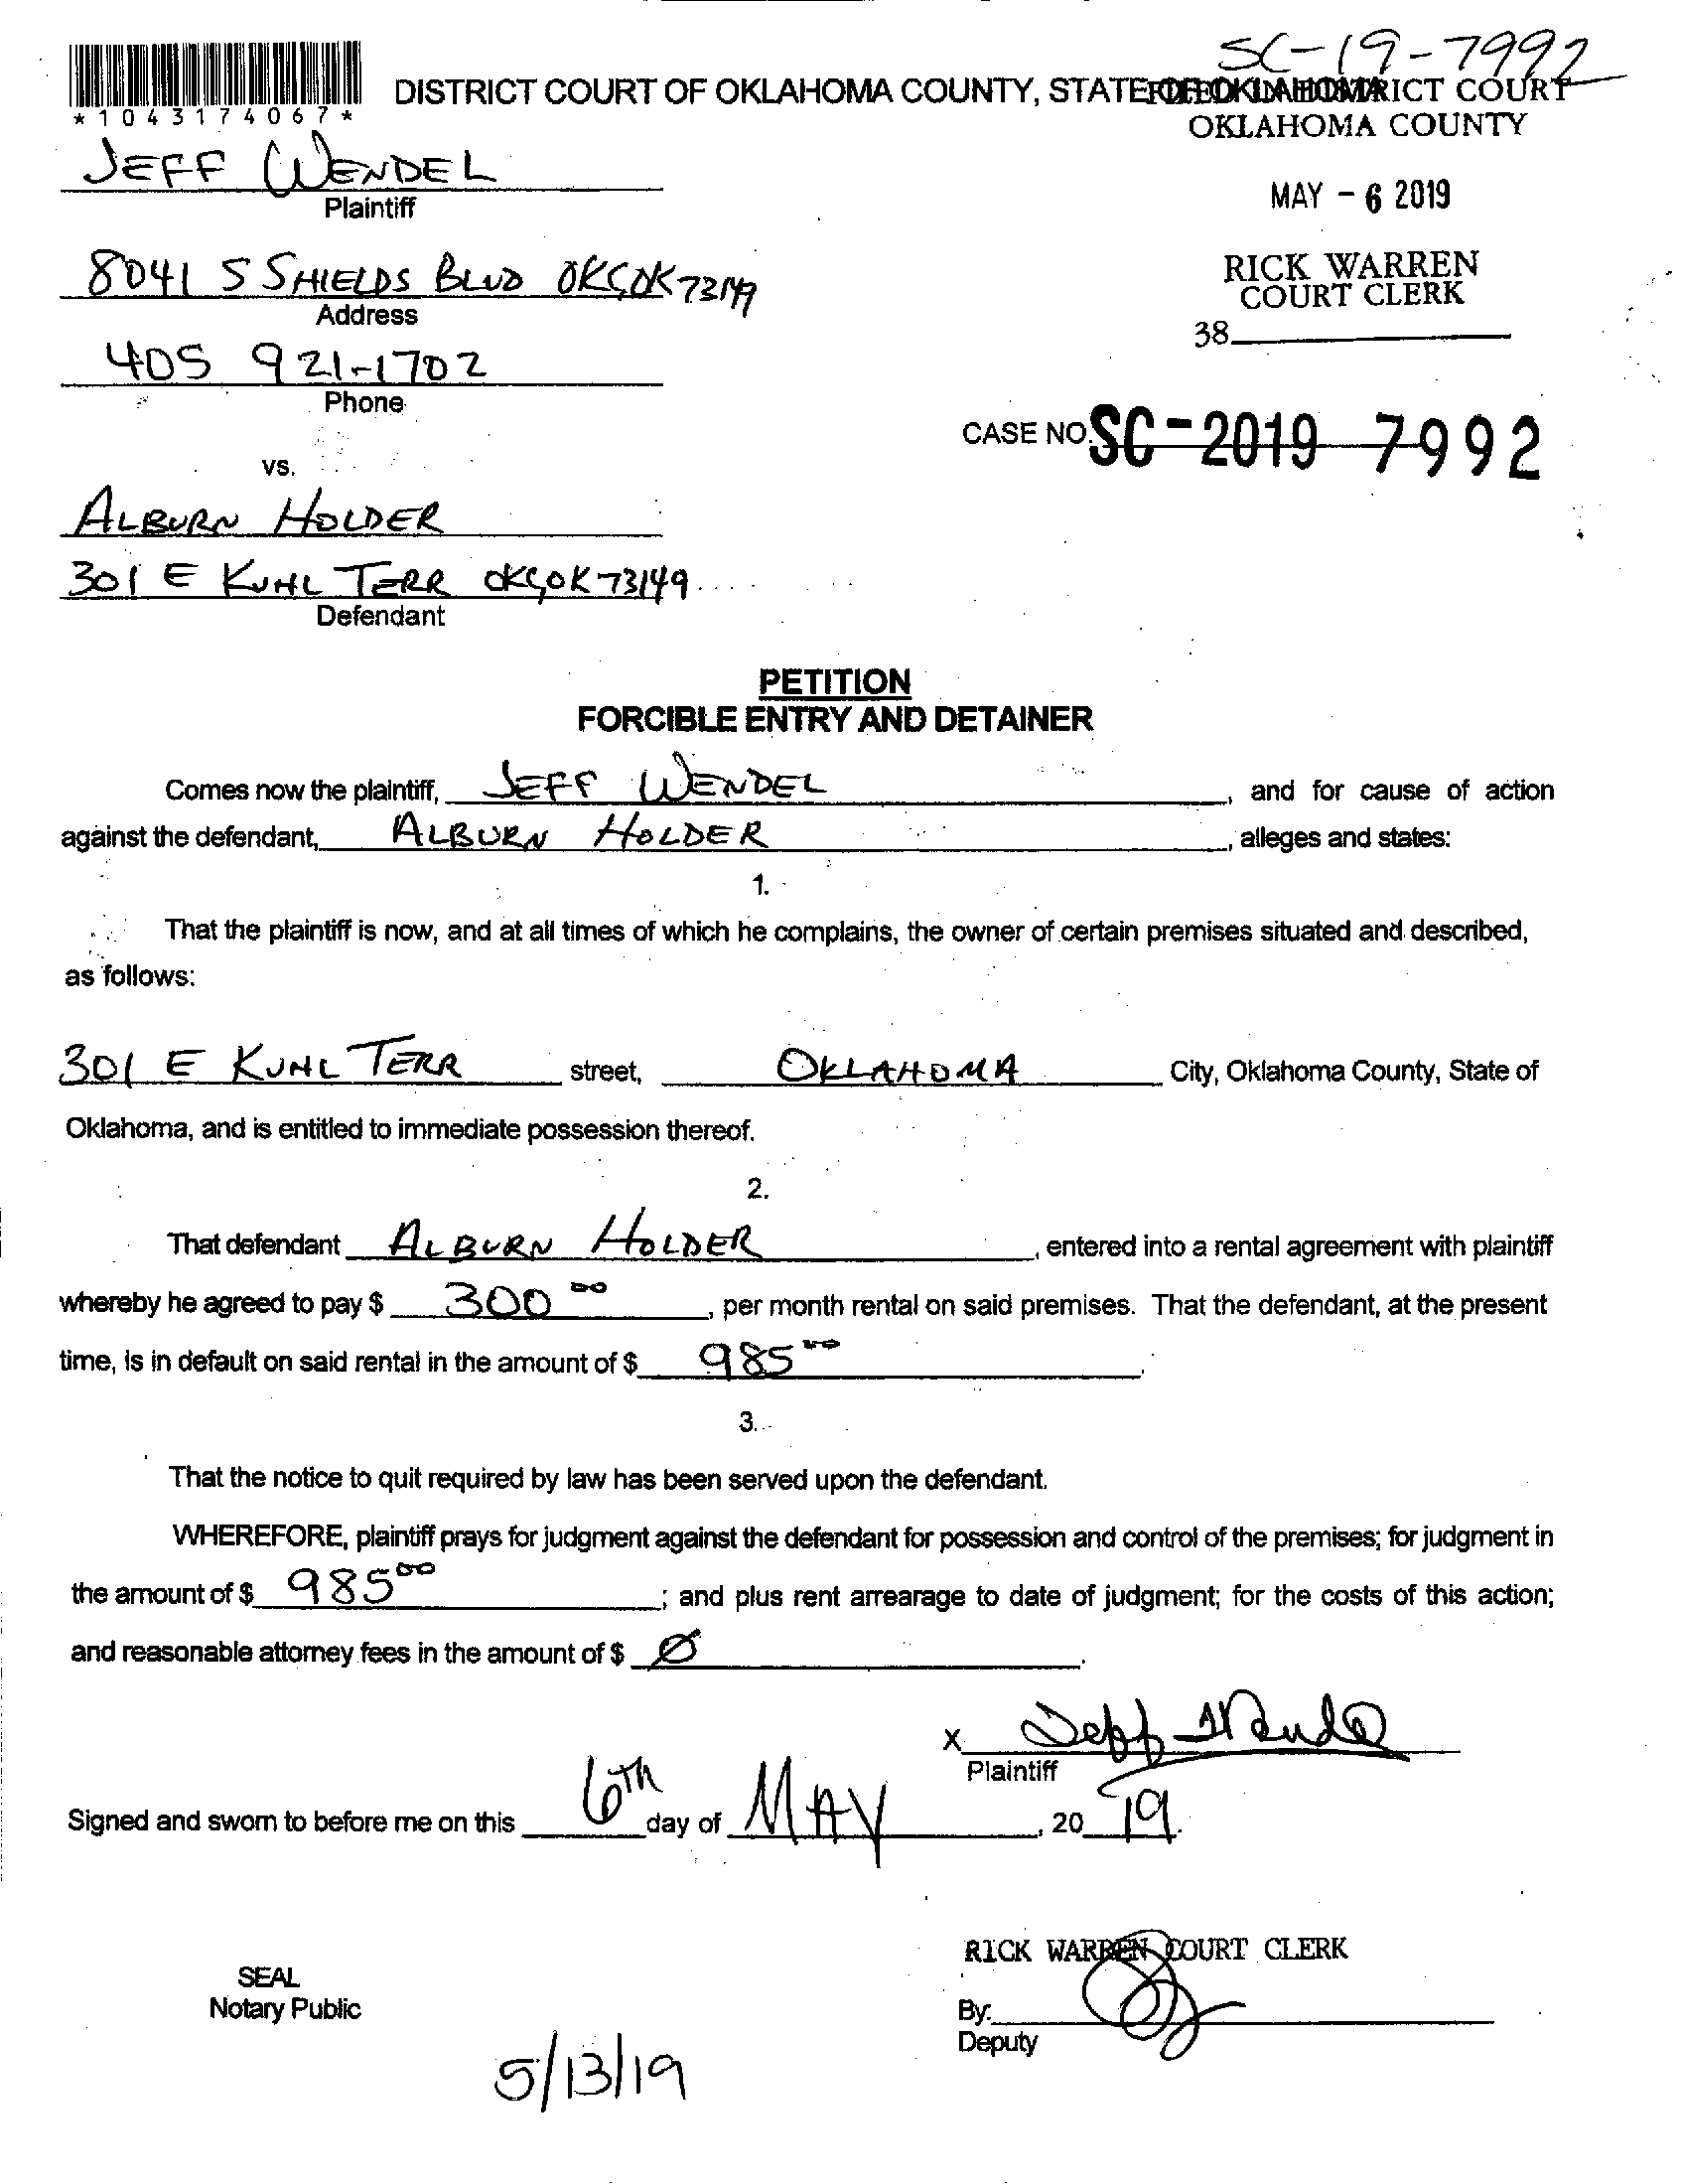 SC-19-7992
*1043174067*
DISTRICT COURT OF OKLAHOMA COUNTY, STATE OF OKLAHOMA
FILED IN DISTRICT COURT
OKLAHOMA COUNTY
JEFF WENDEL
Plaintiff
MAY - 6 2019
8041 S SHIELDS BLVD OKC, OK 73149
Address
RICK WARREN
COURT CLERK
38
405 921-1702
Phone
CASE NO. SC-2019 7992
vs.
ALBURN HOLDER
301 E KUHL TERR OKC, OK 73149
Defendant
PETITION
FORCIBLE ENTRY AND DETAINER
Comes now the plaintiff, JEFF WENDEL, and for cause of action
against the defendant, ALBURN HOLDER, alleges and states:
1.
That the plaintiff is now, and at all times of which he complains, the owner of certain premises situated and described,
as follows:
301 E KUHL TERR street, OKLAHOMA City, Oklahoma County, State of
Oklahoma, and is entitled to immediate possession thereof.
2.
That defendant ALBURN HOLDER, entered into a rental agreement with plaintiff
whereby he agreed to pay $ 300 00, per month rental on said premises. That the defendant, at the present
time, is in default on said rental in the amount of $ 985 00.
3.
That the notice to quit required by law has been served upon the defendant.
WHEREFORE, plaintiff prays for judgment against the defendant for possession and control of the premises; for judgment in
the amount of $ 985 00; and plus rent arrearage to date of judgment; for the costs of this action;
and reasonable attorney fees in the amount of $ Ø.
X Jeff Wendel
Plaintiff
Signed and sworn to before me on this 6th day of MAY, 20 19.
RICK WARREN COURT CLERK
SEAL
Notary Public
By:
Deputy
5/13/19